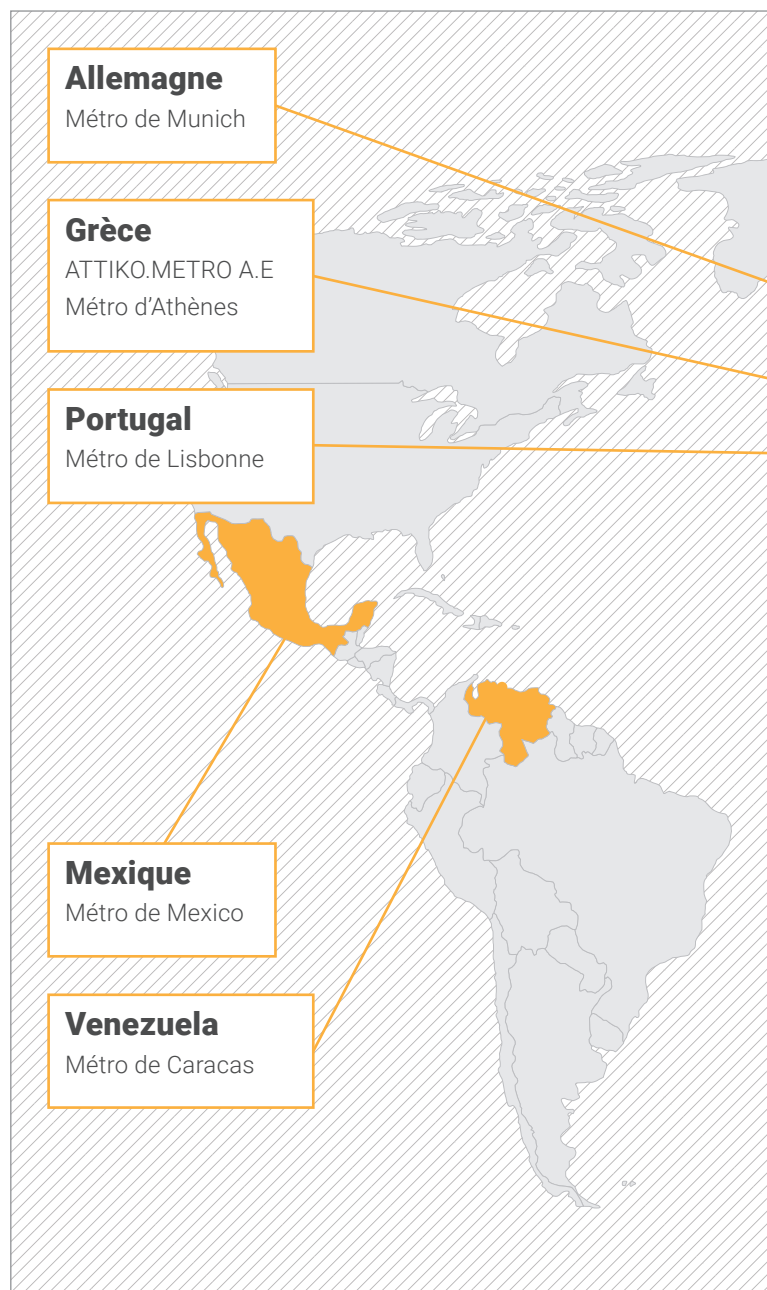 Allemagne
Métro de Munich
Grèce
ATTIKO.METRO A.E
Métro d’Athènes
Portugal
Métro de Lisbonne
Mexique
Métro de Mexico
Venezuela
Métro de Caracas